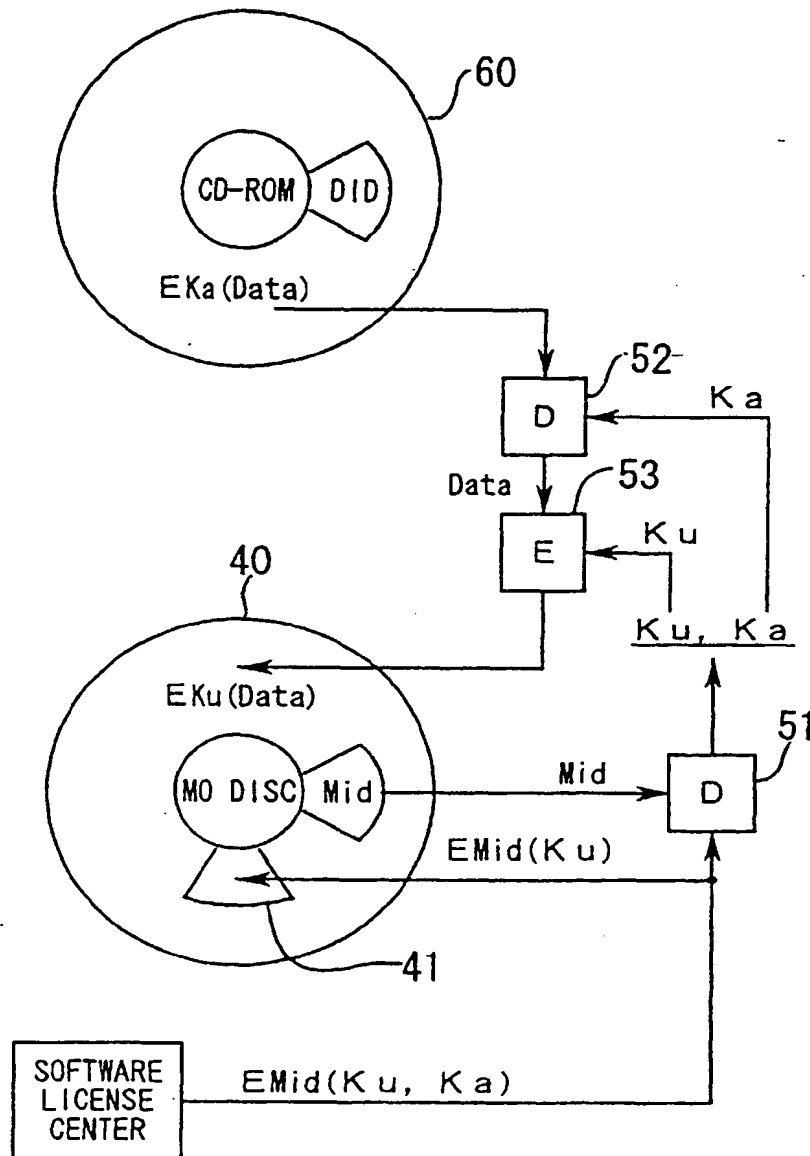 60
CD-ROM
DID
EKa(Data)
52
Ka
D
Data
53
Ku
E
40
Ku, Ka
EKu(Data)
51
MO DISC
Mid
Mid
D
EMid(Ku)
41
SOFTWARE
LICENSE
CENTER
EMid(Ku, Ka)